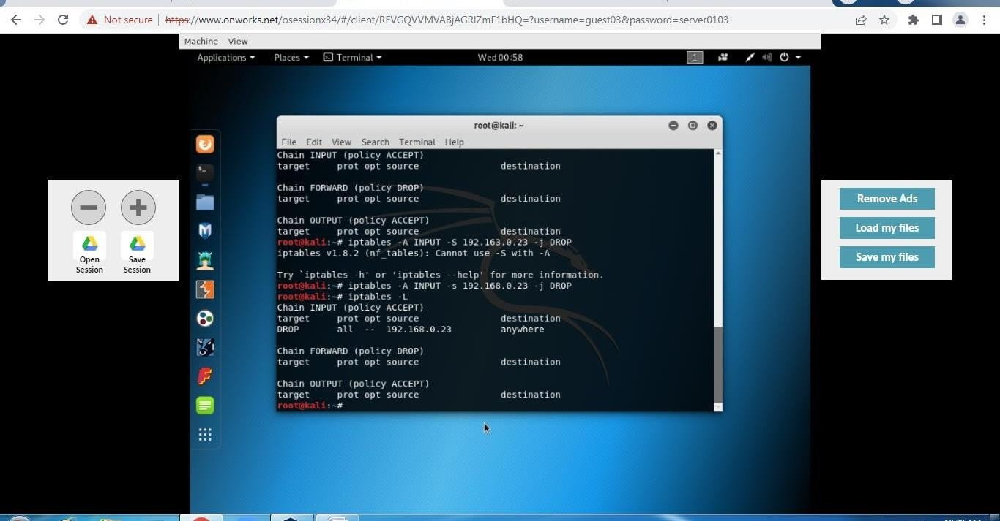 Not secure https://www.onworks.net/osessionx34/#/client/REVGQVVMVABjAGRlZmF1bHQ=?username=guest03&password=server0103
Machine View
Applications Places Terminal Wed 00:58 1
root@kali: ~
File Edit View Search Terminal Help
Chain INPUT (policy ACCEPT)
target prot opt source destination
Chain FORWARD (policy DROP)
target prot opt source destination
Chain OUTPUT (policy ACCEPT)
target prot opt source destination
root@kali:~# iptables -A INPUT -S 192.163.0.23 -j DROP
iptables v1.8.2 (nf_tables): Cannot use -S with -A
Try `iptables -h' or 'iptables --help' for more information.
root@kali:~# iptables -A INPUT -s 192.168.0.23 -j DROP
root@kali:~# iptables -L
Chain INPUT (policy ACCEPT)
target prot opt source destination
DROP all -- 192.168.0.23 anywhere
Chain FORWARD (policy DROP)
target prot opt source destination
Chain OUTPUT (policy ACCEPT)
target prot opt source destination
root@kali:~#
Open Session
Save Session
Remove Ads
Load my files
Save my files